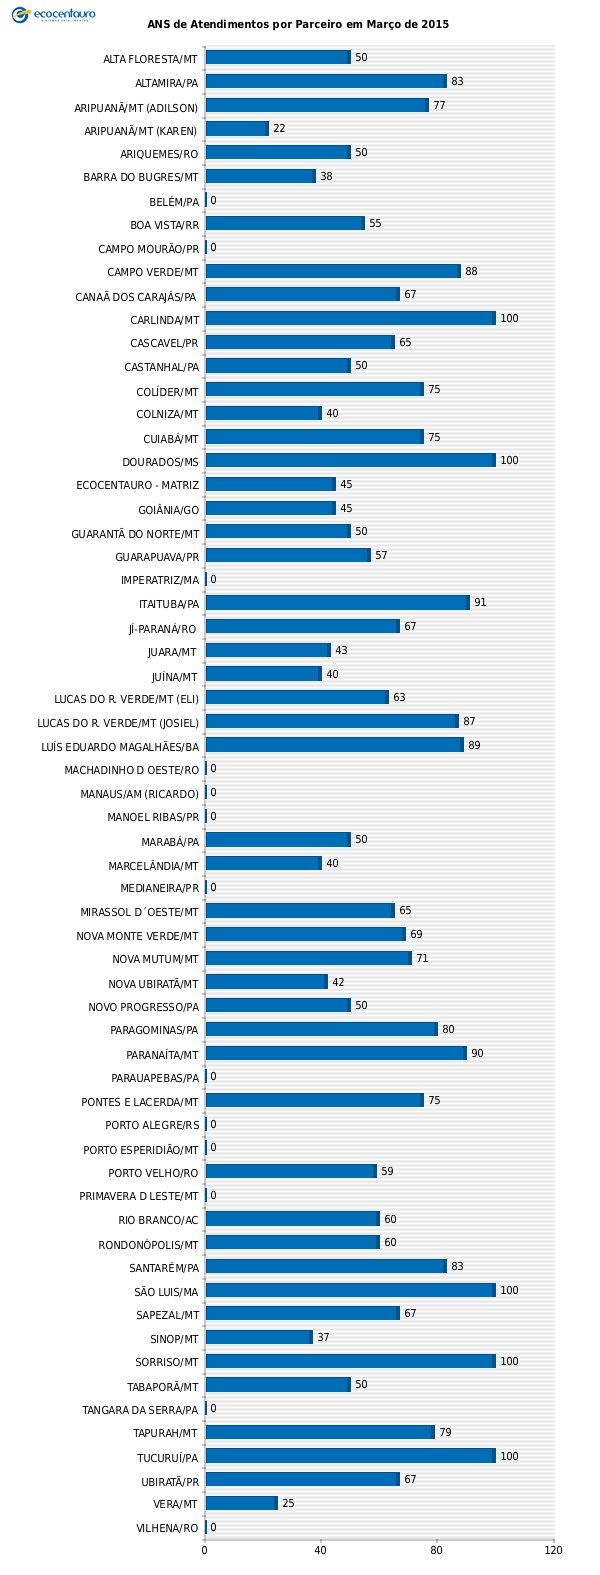 ecocentauro
ANS de Atendimentos por Parceiro em Março de 2015
ALTA FLORESTA/MT 50
ALTAMIRA/PA 83
ARIPUANÃ/MT (ADILSON) 77
ARIPUANÃ/MT (KAREN) 22
ARIQUEMES/RO 50
BARRA DO BUGRES/MT 38
BELÉM/PA 0
BOA VISTA/RR 55
CAMPO MOURÃO/PR 0
CAMPO VERDE/MT 88
CANAÃ DOS CARAJÁS/PA 67
CARLINDA/MT 100
CASCAVEL/PR 65
CASTANHAL/PA 50
COLÍDER/MT 75
COLNIZA/MT 40
CUIABÁ/MT 75
DOURADOS/MS 100
ECOCENTAURO - MATRIZ 45
GOIÂNIA/GO 45
GUARANTÃ DO NORTE/MT 50
GUARAPUAVA/PR 57
IMPERATRIZ/MA 0
ITAITUBA/PA 91
JÍ-PARANÁ/RO 67
JUARA/MT 43
JUÍNA/MT 40
LUCAS DO R. VERDE/MT (ELI) 63
LUCAS DO R. VERDE/MT (JOSIEL) 87
LUÍS EDUARDO MAGALHÃES/BA 89
MACHADINHO D OESTE/RO 0
MANAUS/AM (RICARDO) 0
MANOEL RIBAS/PR 0
MARABÁ/PA 50
MARCELÂNDIA/MT 40
MEDIANEIRA/PR 0
MIRASSOL D´OESTE/MT 65
NOVA MONTE VERDE/MT 69
NOVA MUTUM/MT 71
NOVA UBIRATÃ/MT 42
NOVO PROGRESSO/PA 50
PARAGOMINAS/PA 80
PARANAÍTA/MT 90
PARAUAPEBAS/PA 0
PONTES E LACERDA/MT 75
PORTO ALEGRE/RS 0
PORTO ESPERIDIÃO/MT 0
PORTO VELHO/RO 59
PRIMAVERA D LESTE/MT 0
RIO BRANCO/AC 60
RONDONÓPOLIS/MT 60
SANTARÉM/PA 83
SÃO LUIS/MA 100
SAPEZAL/MT 67
SINOP/MT 37
SORRISO/MT 100
TABAPORÃ/MT 50
TANGARA DA SERRA/PA 0
TAPURAH/MT 79
TUCURUÍ/PA 100
UBIRATÃ/PR 67
VERA/MT 25
VILHENA/RO 0
0 40 80 120